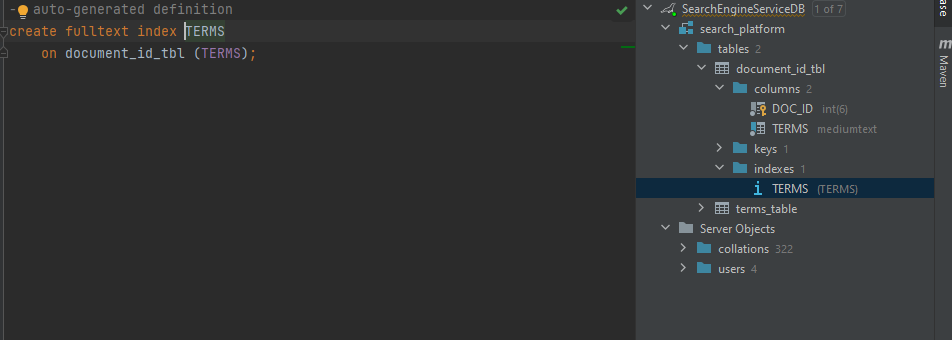 - auto-generated definition
create fulltext index TERMS
on document_id_tbl (TERMS);
SearchEngineServiceDB 1 of 7
search_platform
tables 2
document_id_tbl
columns 2
DOC_ID int(6)
TERMS mediumtext
keys 1
indexes 1
i TERMS (TERMS)
terms_table
Server Objects
collations 322
users 4
ase
m
Maven